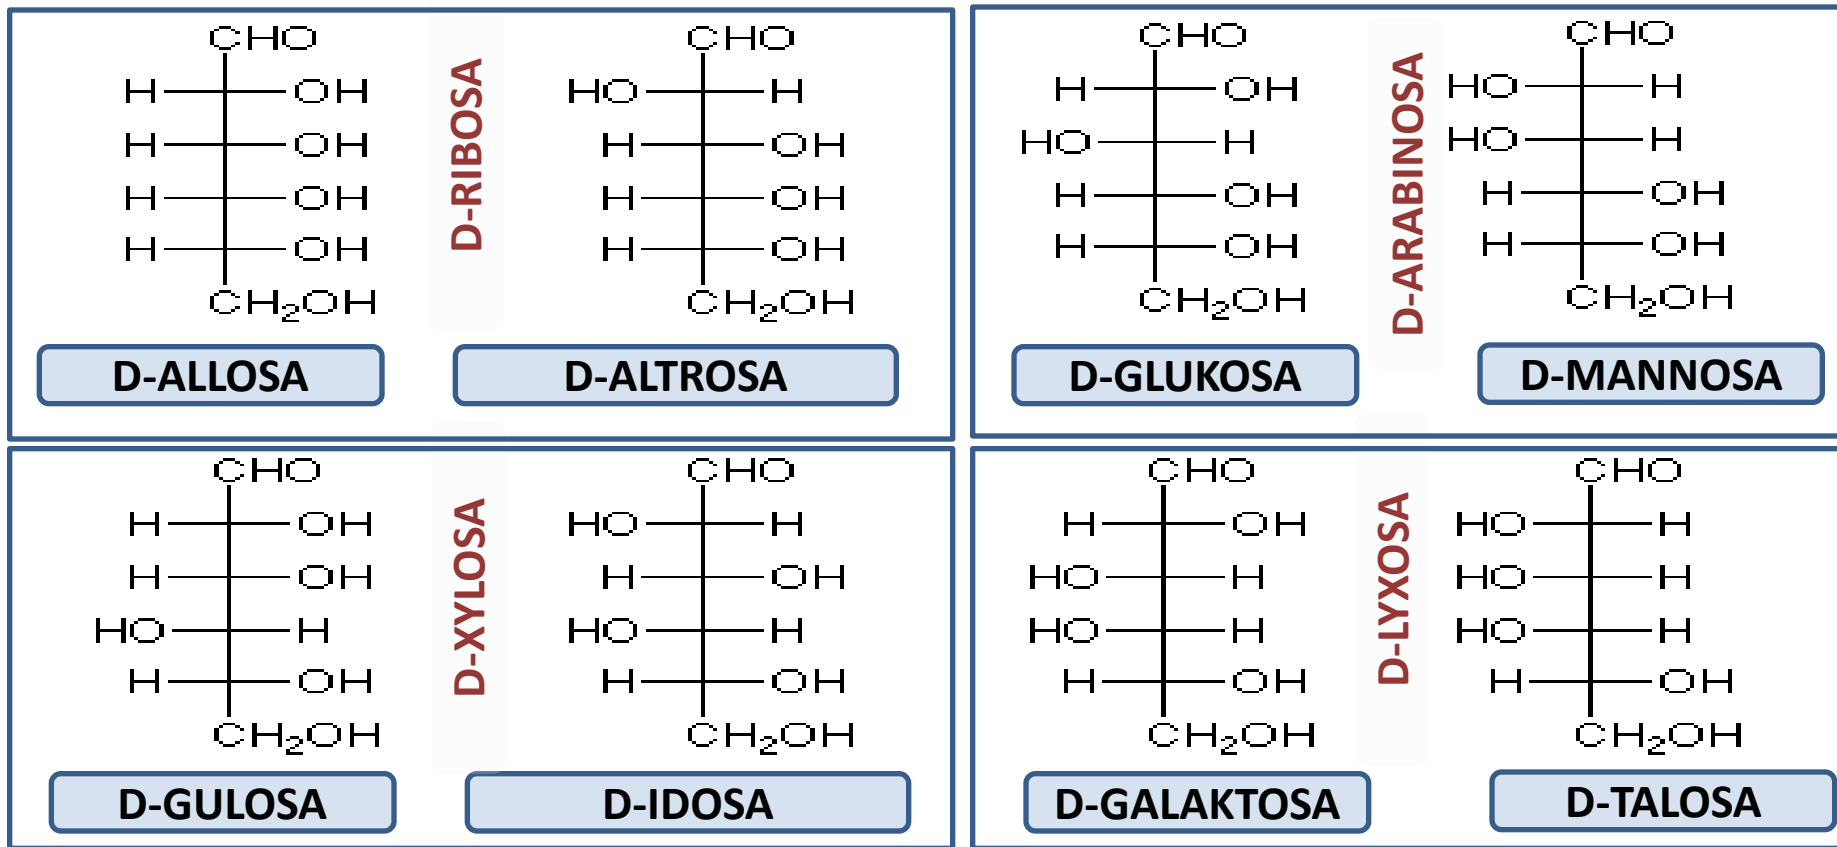 CHO
H OH
H OH
H OH
H OH
CH₂OH
D-ALLOSA
D-RIBOSA
CHO
HO H
H OH
H OH
H OH
CH₂OH
D-ALTROSA
CHO
H OH
HO H
H OH
H OH
CH₂OH
D-GLUKOSA
D-ARABINOSA
CHO
HO H
HO H
H OH
H OH
CH₂OH
D-MANNOSA
CHO
H OH
H OH
HO H
H OH
CH₂OH
D-GULOSA
D-XYLOSA
CHO
HO H
H OH
HO H
H OH
CH₂OH
D-IDOSA
CHO
H OH
HO H
HO H
H OH
CH₂OH
D-GALAKTOSA
D-LYXOSA
CHO
HO H
HO H
HO H
H OH
CH₂OH
D-TALOSA